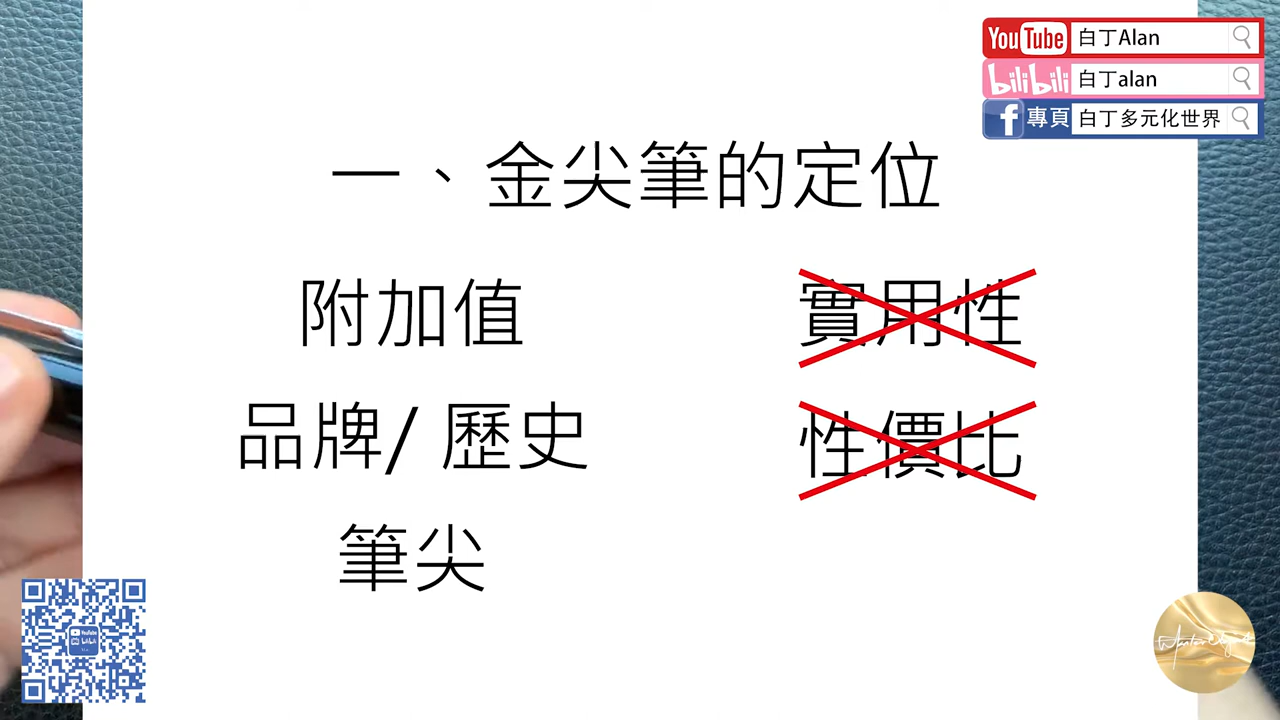 YouTube 白丁Alan
bilibili 白丁alan
f 專頁 白丁多元化世界
一、金尖筆的定位
附加值 實用性
品牌/ 歷史 性價比
筆尖